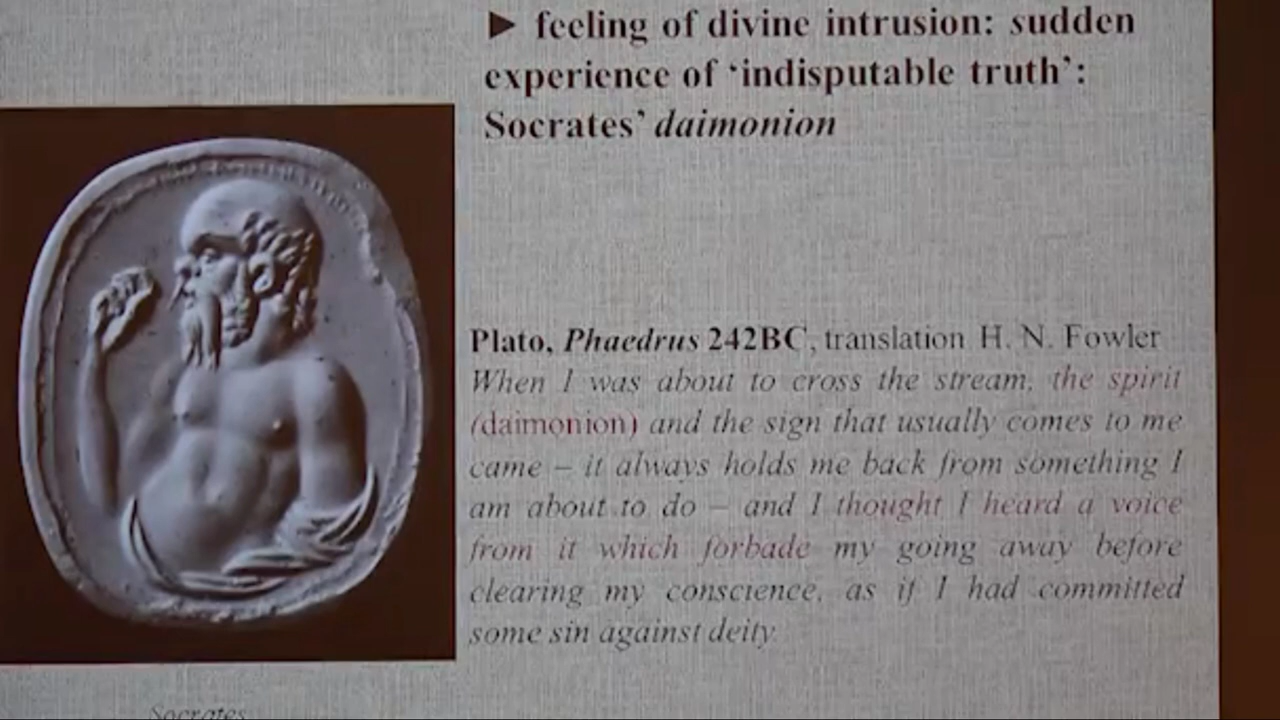 ► feeling of divine intrusion: sudden
experience of ‘indisputable truth’:
Socrates’ daimonion
Plato, Phaedrus 242BC, translation H. N. Fowler
When I was about to cross the stream, the spirit
(daimonion) and the sign that usually comes to me
came – it always holds me back from something I
am about to do – and I thought I heard a voice
from it which forbade my going away before
clearing my conscience, as if I had committed
some sin against deity
Socrates